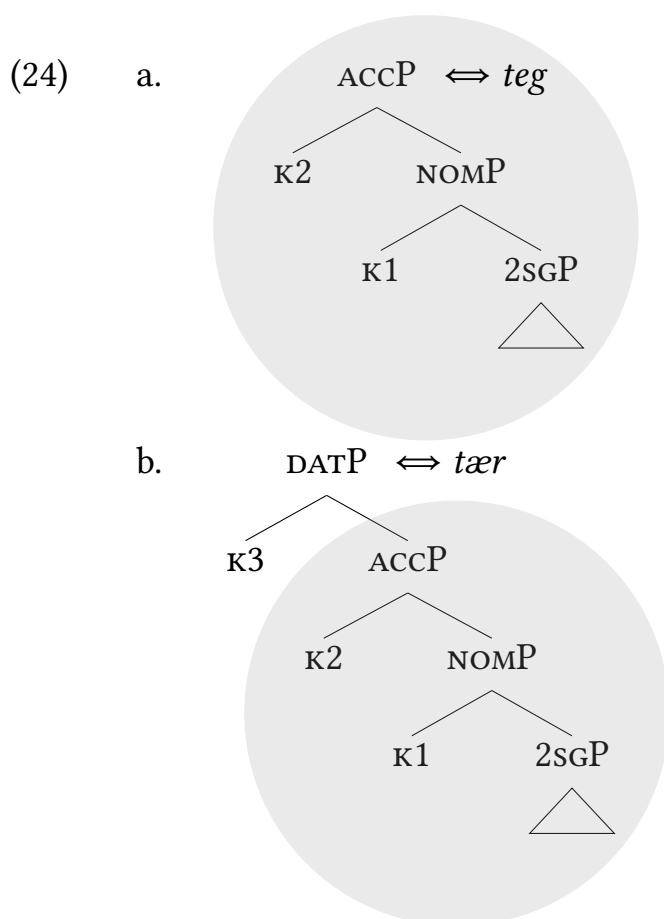 (24) a. ACCP ⟺ teg
K2 NOMP
K1 2SGP
b. DATP ⟺ tær
K3 ACCP
K2 NOMP
K1 2SGP